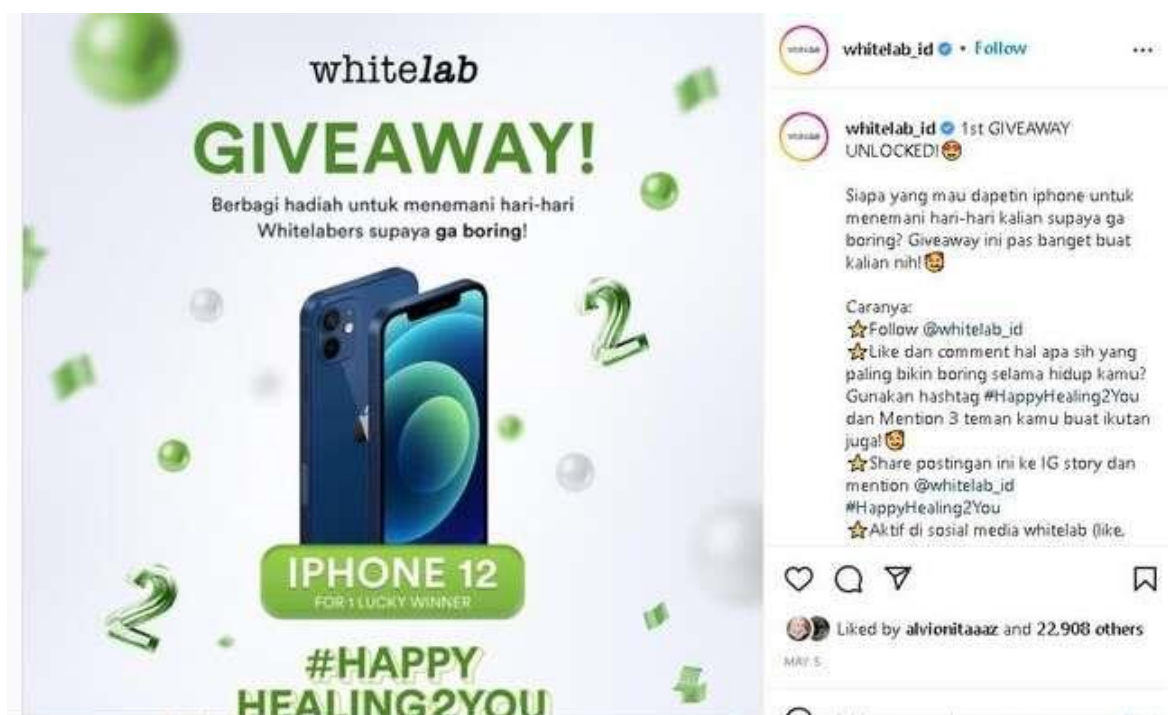 whitelab
GIVEAWAY!
Berbagi hadiah untuk menemani hari-hari
Whitelabers supaya ga boring!
2
2
IPHONE 12
FOR 1 LUCKY WINNER
#HAPPY
HEALING2YOU
whitelab_id • Follow
whitelab_id 1st GIVEAWAY
UNLOCKED!
Siapa yang mau dapetin iphone untuk
menemani hari-hari kalian supaya ga
boring? Giveaway ini pas banget buat
kalian nih!
Caranya:
Follow @whitelab_id
Like dan comment hal apa sih yang
paling bikin boring selama hidup kamu?
Gunakan hashtag #HappyHealing2You
dan Mention 3 teman kamu buat ikutan
juga!
Share postingan ini ke IG story dan
mention @whitelab_id
#HappyHealing2You
Aktif di sosial media whitelab (like,
Liked by alvionitaaaz and 22.908 others
MAY 5